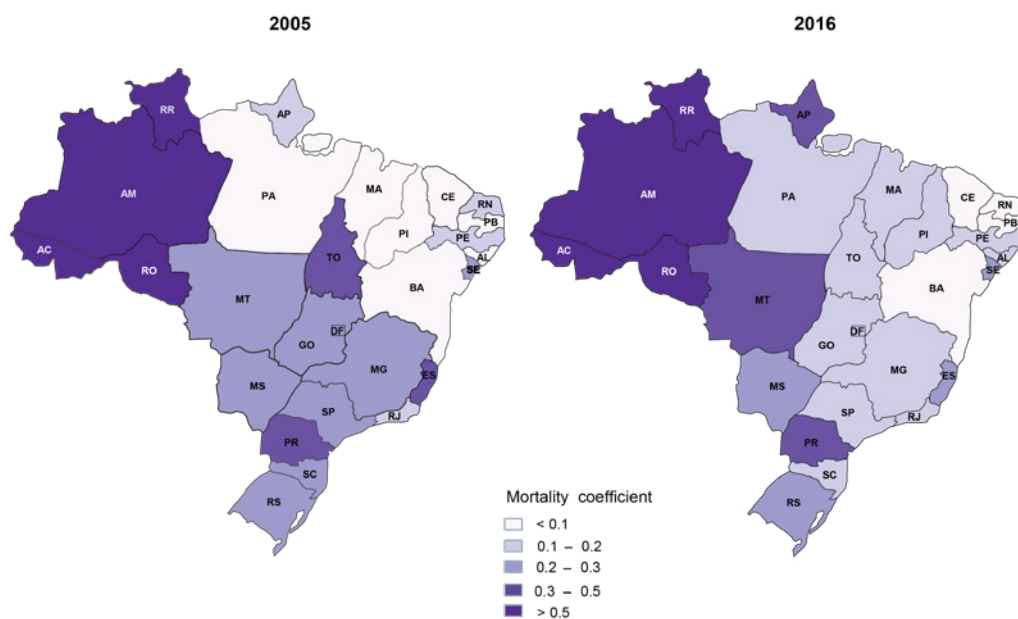 2005
2016
RR
AP
AM
PA
MA
CE
RN
PB
PI
PE
AL
SE
AC
RO
TO
BA
MT
DF
GO
MG
MS
ES
SP
RJ
PR
SC
RS
RR
AP
AM
PA
MA
CE
RN
PB
PI
PE
AL
SE
AC
RO
TO
BA
MT
DF
GO
MG
MS
ES
SP
RJ
PR
SC
RS
Mortality coefficient
< 0.1
0.1 – 0.2
0.2 – 0.3
0.3 – 0.5
> 0.5